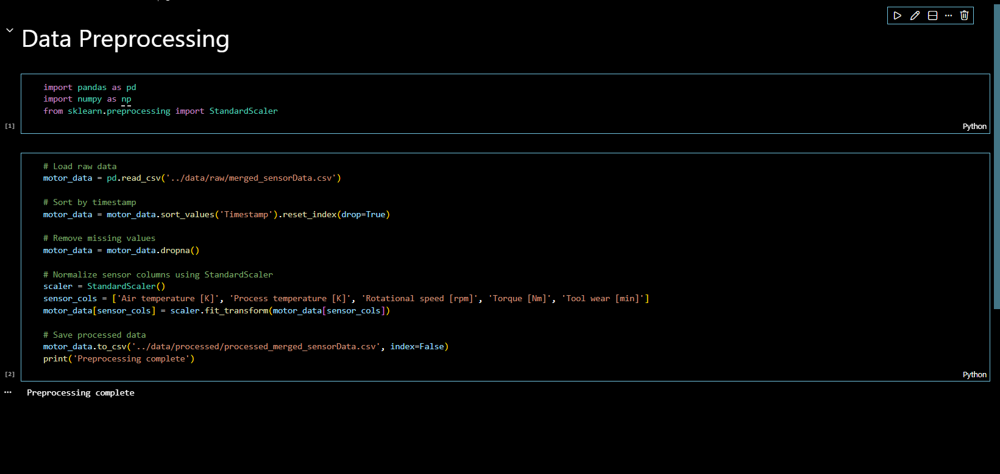 Data Preprocessing
import pandas as pd
import numpy as np
from sklearn.preprocessing import StandardScaler
[1]
Python
# Load raw data
motor_data = pd.read_csv('../data/raw/merged_sensorData.csv')
# Sort by timestamp
motor_data = motor_data.sort_values('Timestamp').reset_index(drop=True)
# Remove missing values
motor_data = motor_data.dropna()
# Normalize sensor columns using StandardScaler
scaler = StandardScaler()
sensor_cols = ['Air temperature [K]', 'Process temperature [K]', 'Rotational speed [rpm]', 'Torque [Nm]', 'Tool wear [min]']
motor_data[sensor_cols] = scaler.fit_transform(motor_data[sensor_cols])
# Save processed data
motor_data.to_csv('../data/processed/processed_merged_sensorData.csv', index=False)
print('Preprocessing complete')
[2]
Python
Preprocessing complete